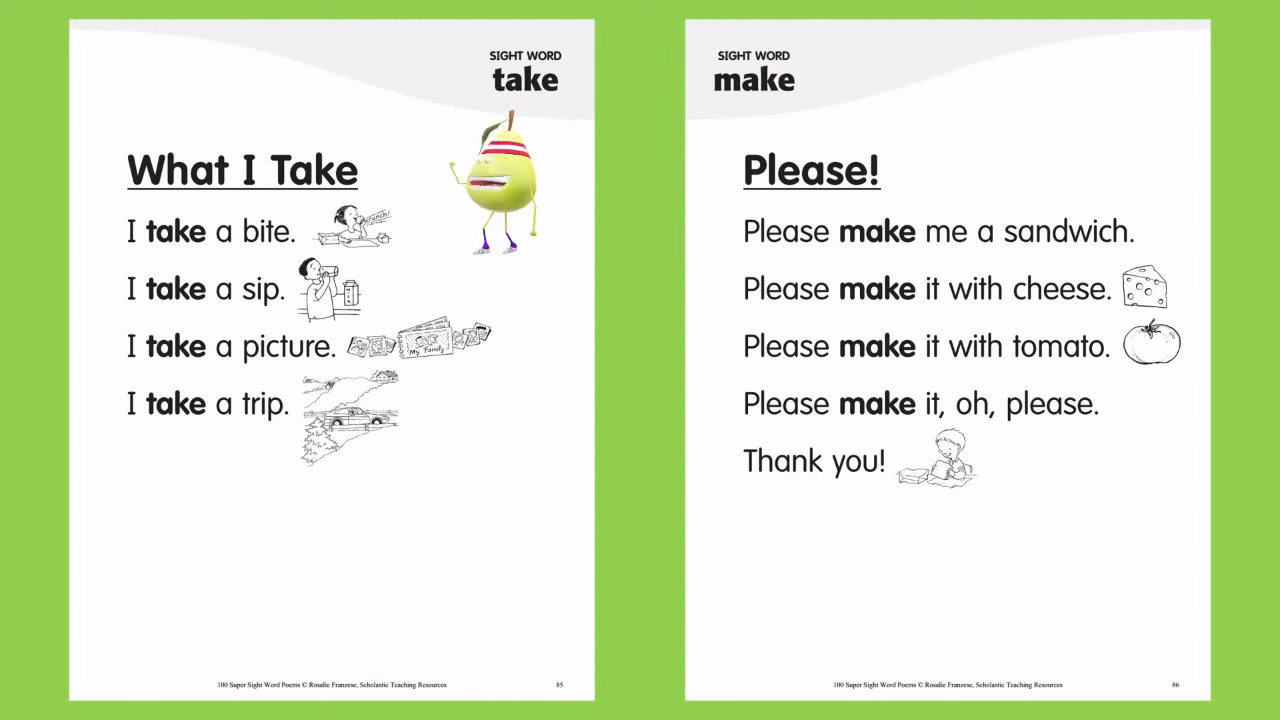 SIGHT WORD
take
What I Take
I take a bite.
crunch!
I take a sip.
I take a picture.
My Family
I take a trip.
100 Super Sight Word Poems © Rosalie Franzese, Scholastic Teaching Resources
85
SIGHT WORD
make
Please!
Please make me a sandwich.
Please make it with cheese.
Please make it with tomato.
Please make it, oh, please.
Thank you!
100 Super Sight Word Poems © Rosalie Franzese, Scholastic Teaching Resources
86